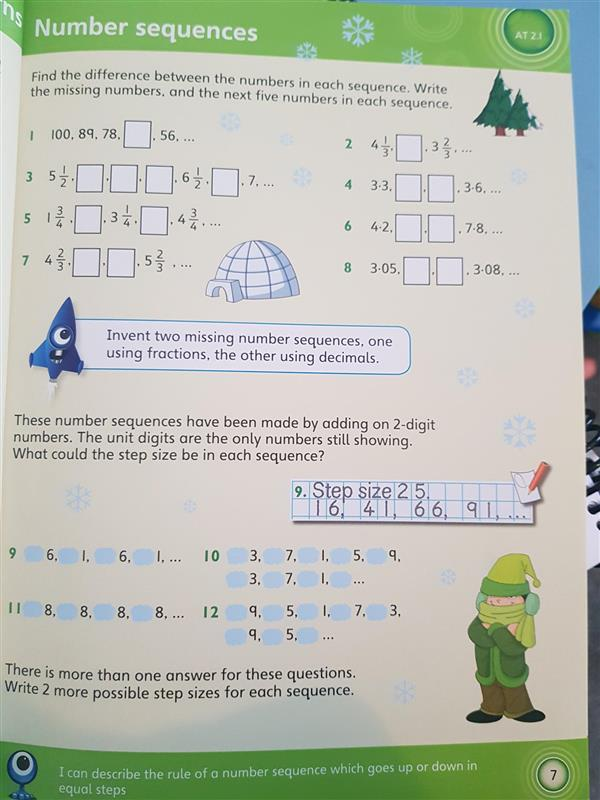 ns
Number sequences
AT 2.1
Find the difference between the numbers in each sequence. Write
the missing numbers, and the next five numbers in each sequence.
1 100, 89, 78, □, 56, ...
2 4 1/3, □, 3 2/3, ...
3 5 1/2, □, □, □, 6 1/2, □, 7, ...
4 3·3, □, □, 3·6, ...
5 1 3/4, □, 3 1/4, □, 4 3/4, ...
6 4·2, □, □, 7·8, ...
7 4 2/3, □, □, 5 2/3, ...
8 3·05, □, □, 3·08, ...
Invent two missing number sequences, one
using fractions, the other using decimals.
These number sequences have been made by adding on 2-digit
numbers. The unit digits are the only numbers still showing.
What could the step size be in each sequence?
9. Step size 25.
16, 41, 66, 91, ...
9 6, 1, 6, 1, ...
10 3, 7, 1, 5, 9,
3, 7, 1, ...
11 8, 8, 8, 8, ...
12 9, 5, 1, 7, 3,
9, 5, ...
There is more than one answer for these questions.
Write 2 more possible step sizes for each sequence.
I can describe the rule of a number sequence which goes up or down in
equal steps
7